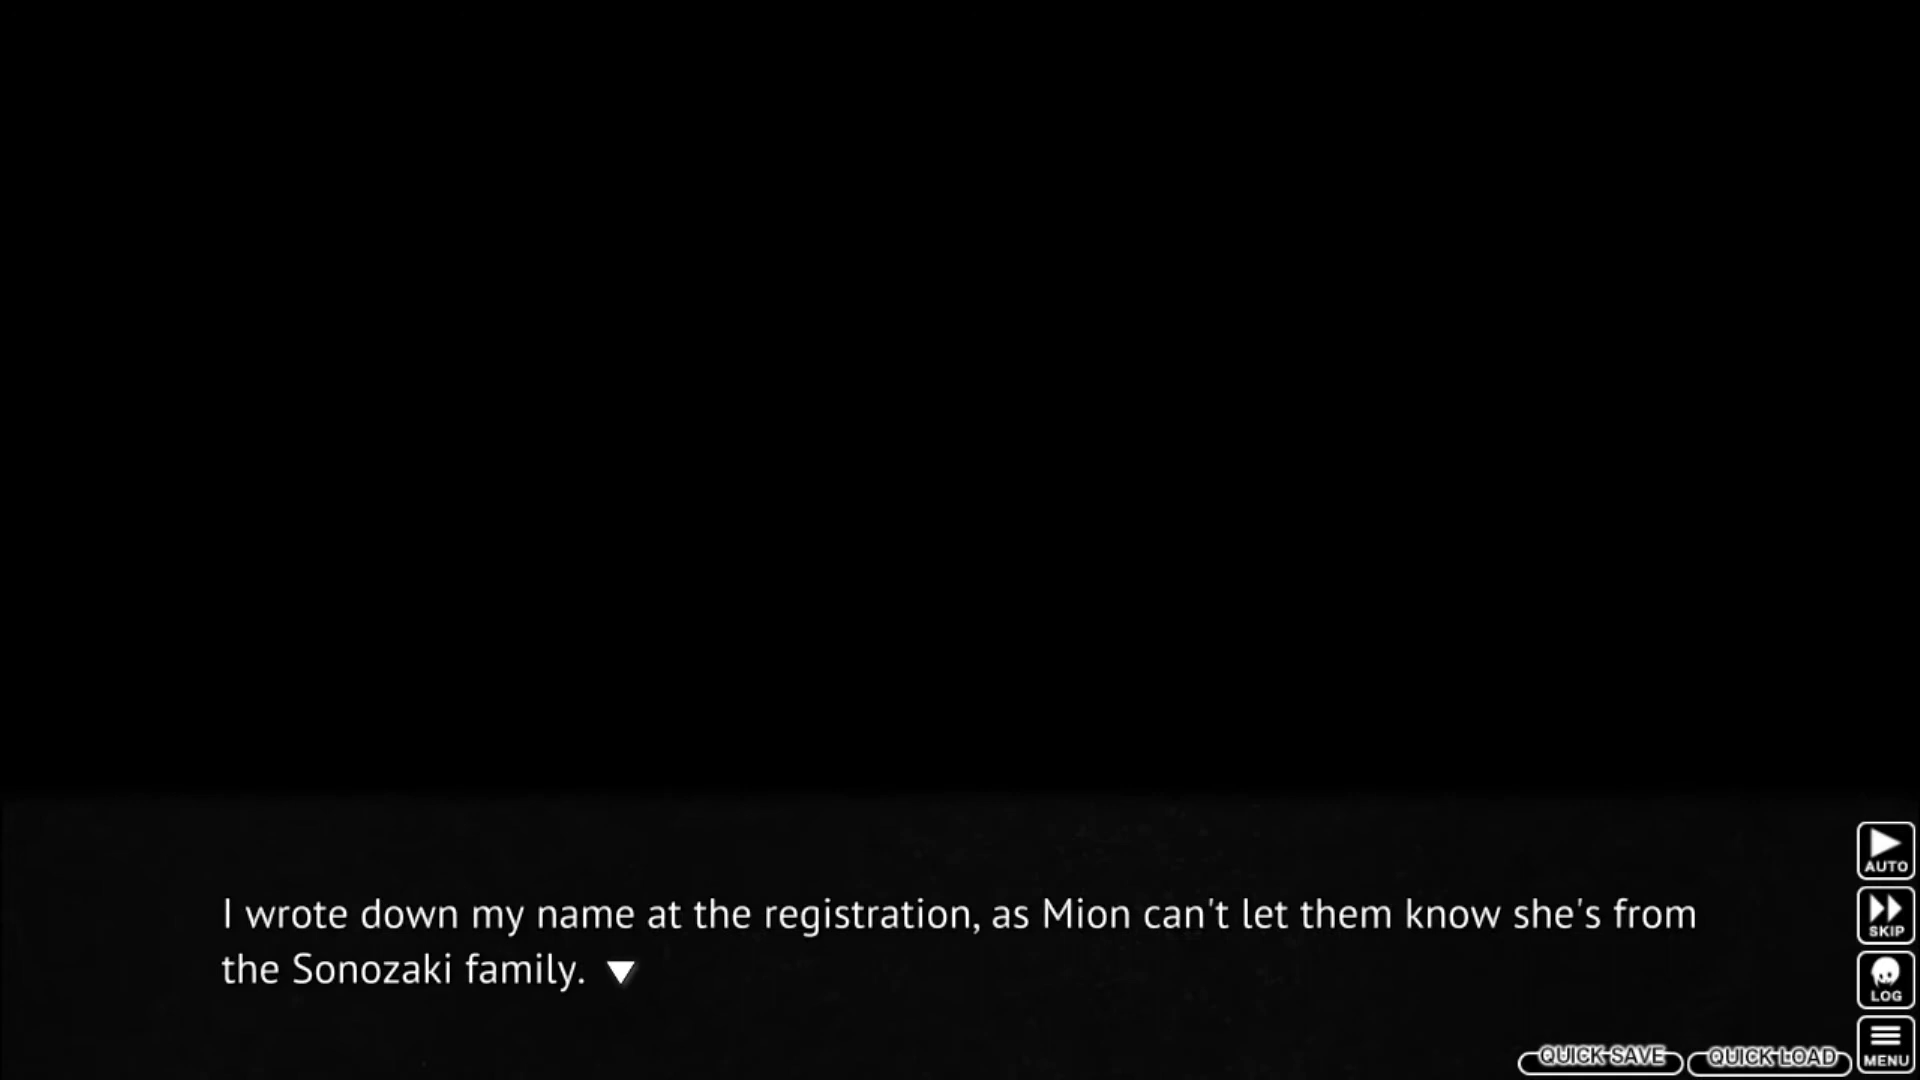 I wrote down my name at the registration, as Mion can't let them know she's from
the Sonozaki family.
AUTO
SKIP
LOG
MENU
QUICK SAVE
QUICK LOAD